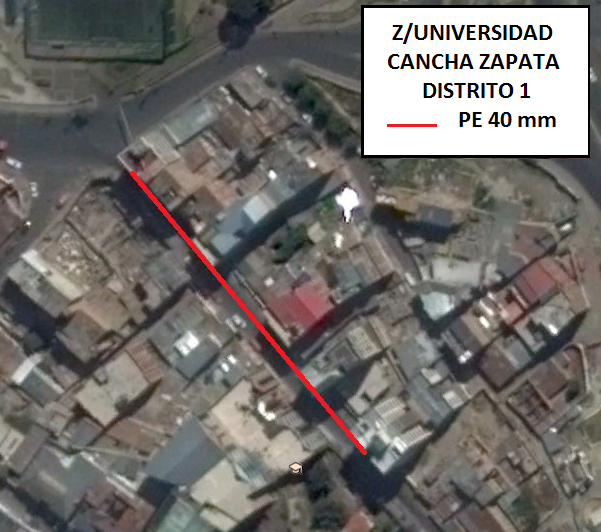 Z/UNIVERSIDAD
CANCHA ZAPATA
DISTRITO 1
PE 40 mm